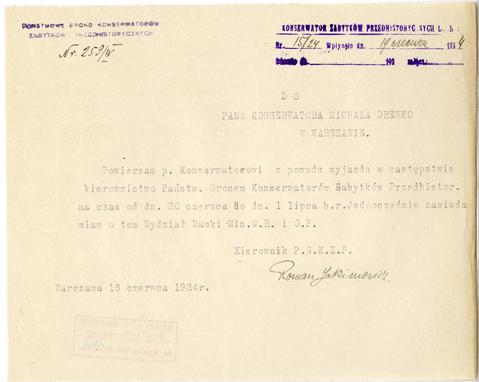 PAŃSTWOWE GRONO KONSERWATORÓW
ZABYTKÓW PRZEDHISTORYCZNYCH
Nr. 259/IV
KONSERWATOR ZABYTKÓW PRZEDHISTORYCZNYCH
Nr. 15/24 Wpłynęło dn. 19 czerwca 1924
D O
PANA KONSERWATORA MICHAŁA DREWKO
W WARSZAWIE.
Powierzam p. Konserwatorowi z powodu wyjazdu w zastępstwie
kierownictwo Państw. Gronem Konserwatorów Zabytków Przedhistor.
na czas od dn. 20 czerwca do dn. 1 lipca b.r.Jednocześnie zawiada
miam o tem Wydział Nauki Min.W.R. i O.P.
Kierownik P.G.K.Z.P.
Roman Jakimowicz
Warszawa 18 czerwca 1924r.